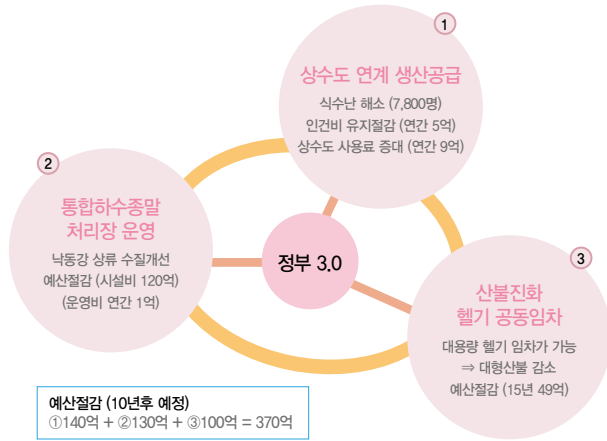 ①
상수도 연계 생산공급
식수난 해소 (7,800명)
인건비 유지절감 (연간 5억)
상수도 사용료 증대 (연간 9억)
②
통합하수종말
처리장 운영
낙동강 상류 수질개선
예산절감 (시설비 120억)
(운영비 연간 1억)
정부 3.0
③
산불진화
헬기 공동임차
대용량 헬기 임차가 가능
⇒ 대형산불 감소
예산절감 (15년 49억)
예산절감 (10년후 예정)
①140억 + ②130억 + ③100억 = 370억